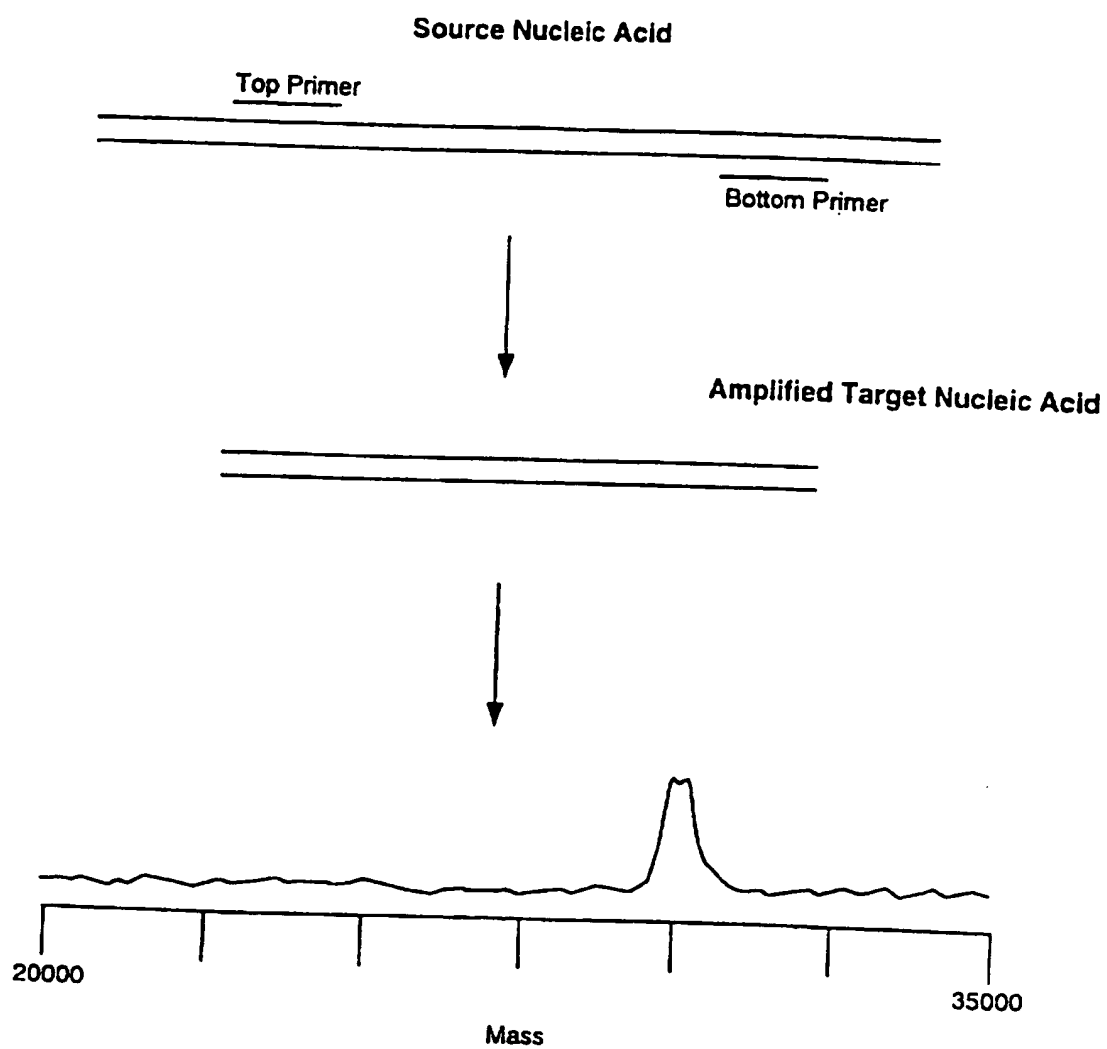 Source Nucleic Acid
Top Primer
Bottom Primer
Amplified Target Nucleic Acid
20000
35000
Mass